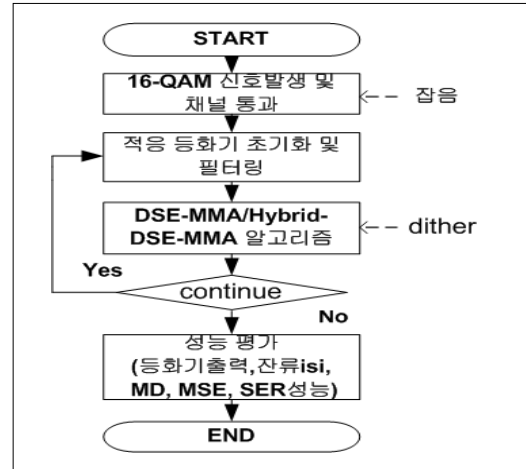 START
16-QAM 신호발생 및
채널 통과
잡음
적응 등화기 초기화 및
필터링
DSE-MMA/Hybrid-
DSE-MMA 알고리즘
dither
Yes
continue
No
성능 평가
(등화기출력,잔류isi,
MD, MSE, SER성능)
END